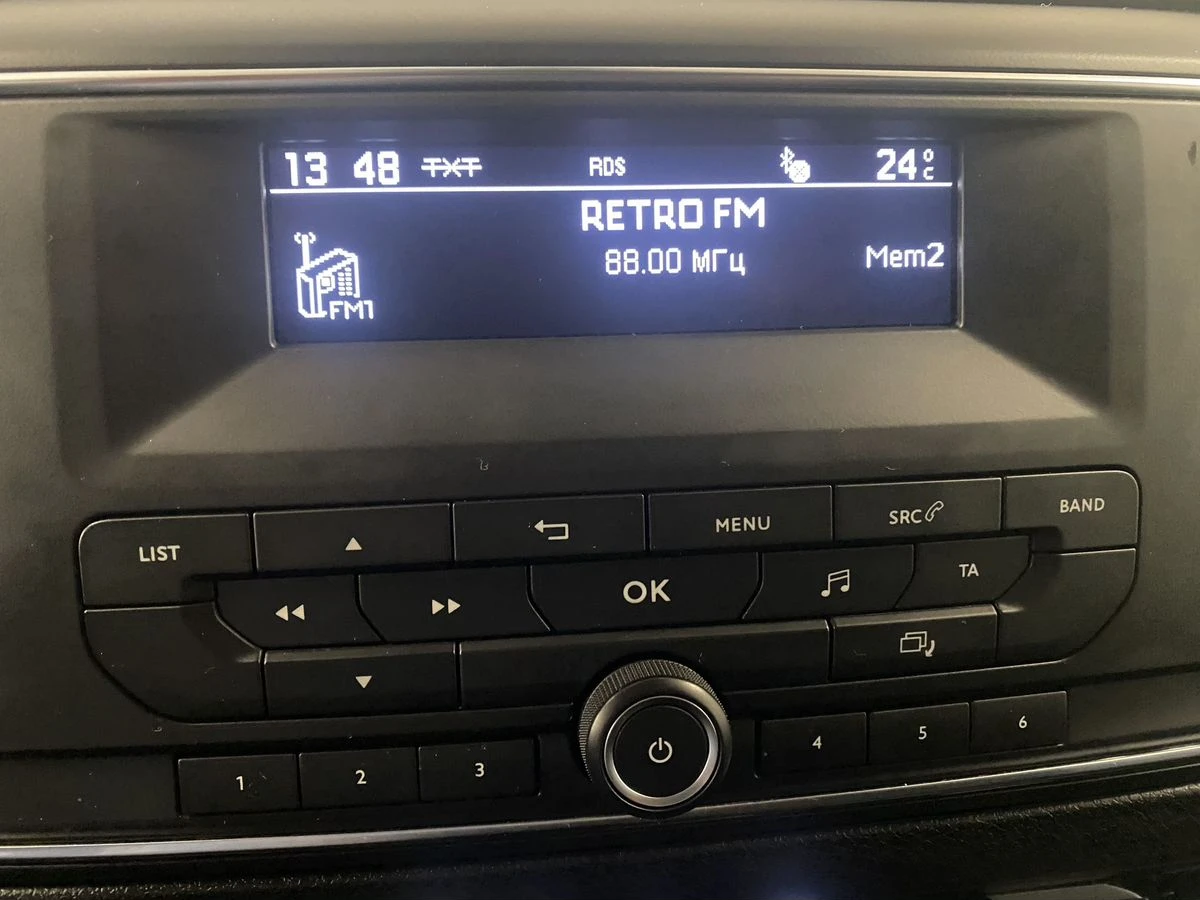 13 48 TXT RDS 24°C
RETRO FM
88.00 МГц
Mem2
FM1
LIST
MENU
SRC
BAND
OK
TA
1 2 3 4 5 6